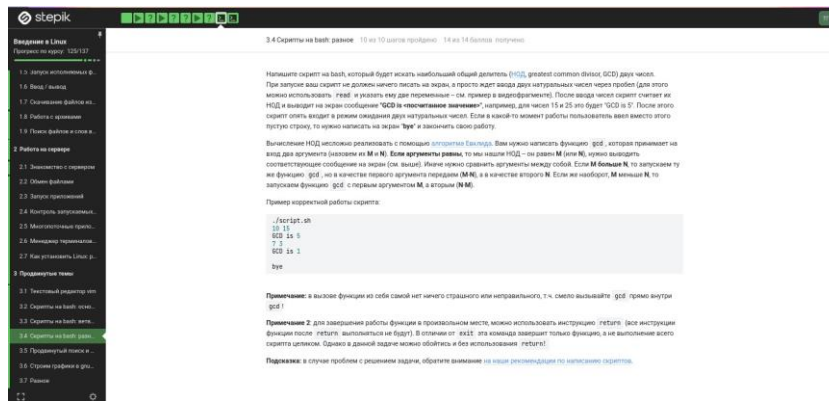 stepik
Введение в Linux
Прогресс по курсу: 125/137
1.5 Запуск исполняемых ф...
1.6 Ввод / вывод
1.7 Скачивание файлов из...
1.8 Работа с архивами
1.9 Поиск файлов и слов в...
2 Работа на сервере
2.1 Знакомство с сервером
2.2 Обмен файлами
2.3 Запуск приложений
2.4 Контроль запускаемых...
2.5 Многопоточные прило...
2.6 Менеджер терминалов...
2.7 Как установить Linux: р...
3 Продвинутые темы
3.1 Текстовый редактор vim
3.2 Скрипты на bash: осно...
3.3 Скрипты на bash: ветв...
3.4 Скрипты на bash: разн...
3.5 Продвинутый поиск и ...
3.6 Строим графики в gnu...
3.7 Разное
3.4 Скрипты на bash: разное 10 из 10 шагов пройдено 14 из 14 баллов получено
Напишите скрипт на bash, который будет искать наибольший общий делитель (НОД, greatest common divisor, GCD) двух чисел.
При запуске ваш скрипт не должен ничего писать на экран, а просто ждет ввода двух натуральных чисел через пробел (для этого
можно использовать read и указать ему две переменные – см. пример в видеофрагменте). После ввода чисел скрипт считает их
НОД и выводит на экран сообщение "GCD is <посчитанное значение>", например, для чисел 15 и 25 это будет "GCD is 5". После этого
скрипт опять входит в режим ожидания двух натуральных чисел. Если в какой-то момент работы пользователь ввел вместо этого
пустую строку, то нужно написать на экран "bye" и закончить свою работу.
Вычисление НОД несложно реализовать с помощью алгоритма Евклида. Вам нужно написать функцию gcd, которая принимает на
вход два аргумента (назовем их M и N). Если аргументы равны, то мы нашли НОД – он равен M (или N), нужно выводить
соответствующее сообщение на экран (см. выше). Иначе нужно сравнить аргументы между собой. Если M больше N, то запускаем ту
же функцию gcd, но в качестве первого аргумента передаем (M-N), а в качестве второго N. Если же наоборот, M меньше N, то
запускаем функцию gcd с первым аргументом M, а вторым (N-M).
Пример корректной работы скрипта:
./script.sh
10 15
GCD is 5
7 3
GCD is 1
bye
Примечание: в вызове функции из себя самой нет ничего страшного или неправильного, т.ч. смело вызывайте gcd прямо внутри
gcd!
Примечание 2: для завершения работы функции в произвольном месте, можно использовать инструкцию return (все инструкции
функции после return выполняться не будут). В отличии от exit эта команда завершит только функцию, а не выполнение всего
скрипта целиком. Однако в данной задаче можно обойтись и без использования return!
Подсказка: в случае проблем с решением задачи, обратите внимание на наши рекомендации по написанию скриптов.